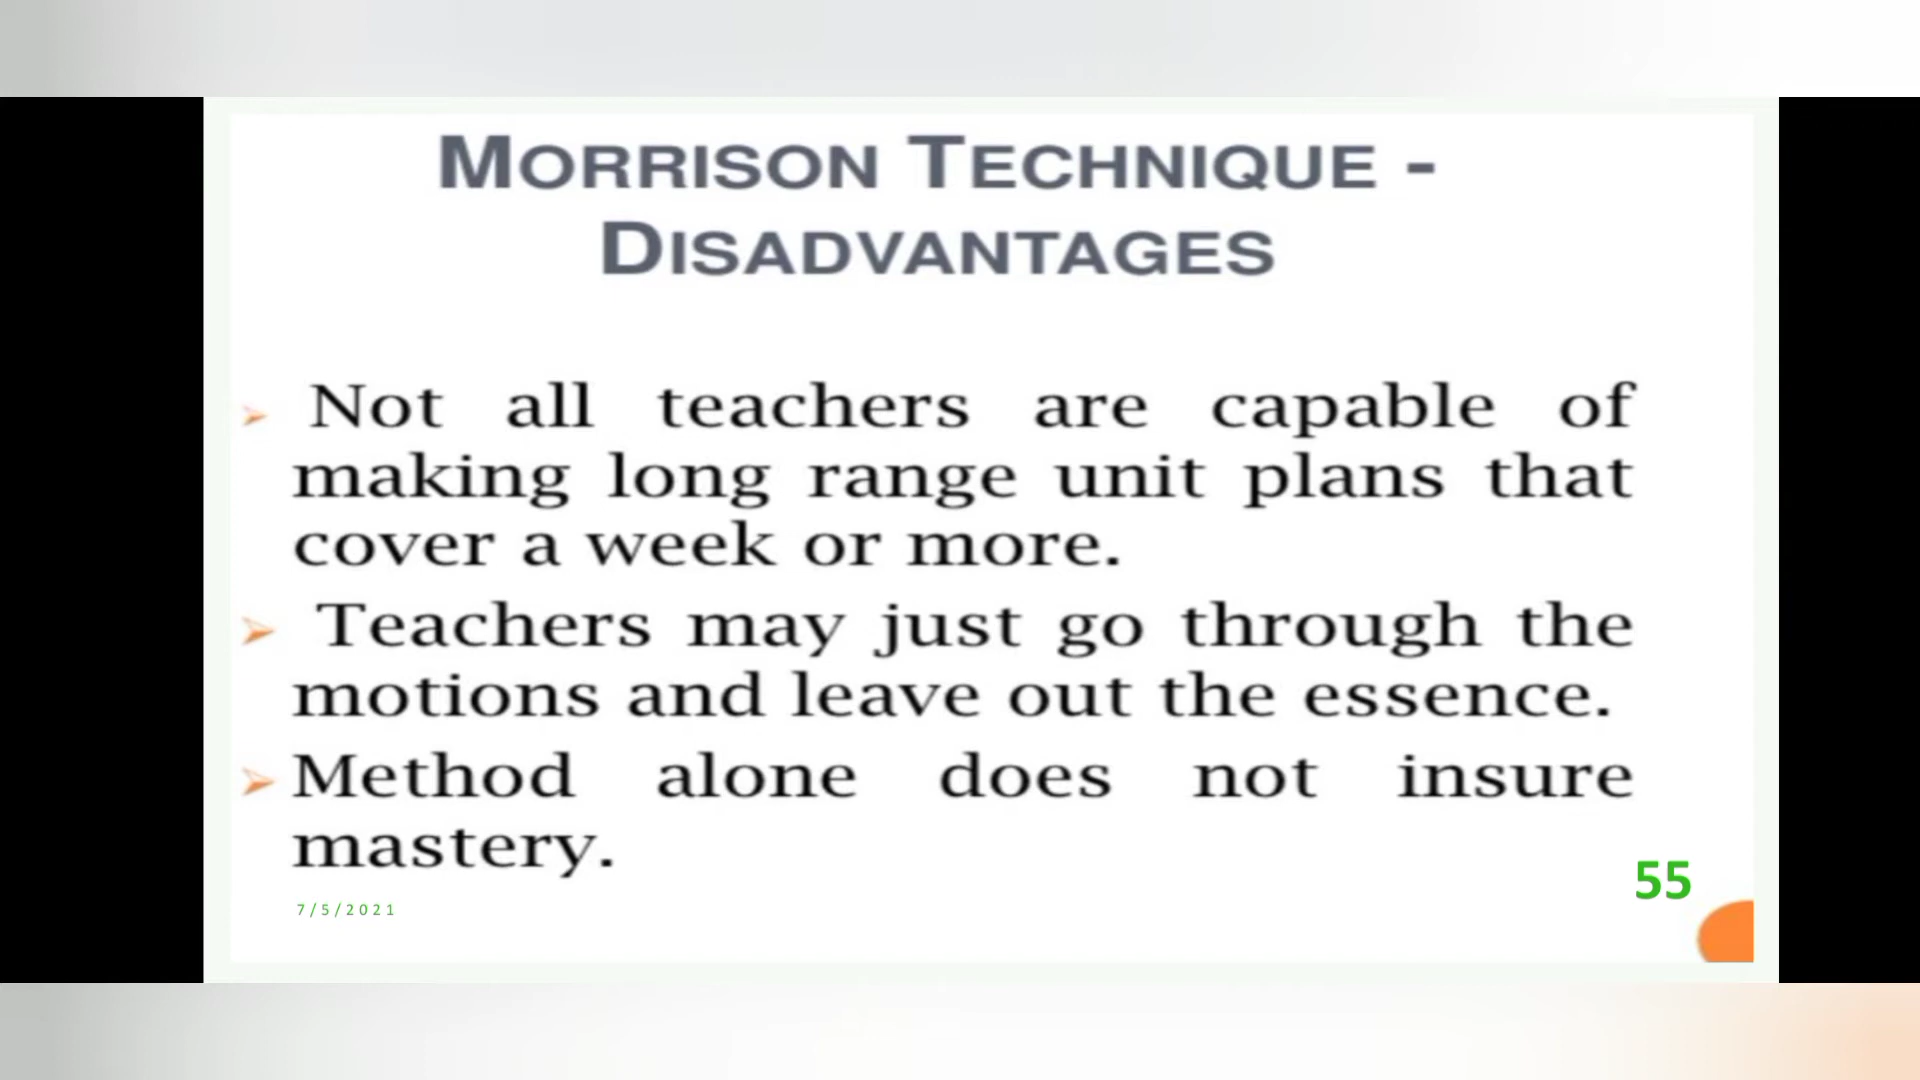 MORRISON TECHNIQUE -
DISADVANTAGES
➢ Not all teachers are capable of
making long range unit plans that
cover a week or more.
➢ Teachers may just go through the
motions and leave out the essence.
➢ Method alone does not insure
mastery.
55
7/5/2021